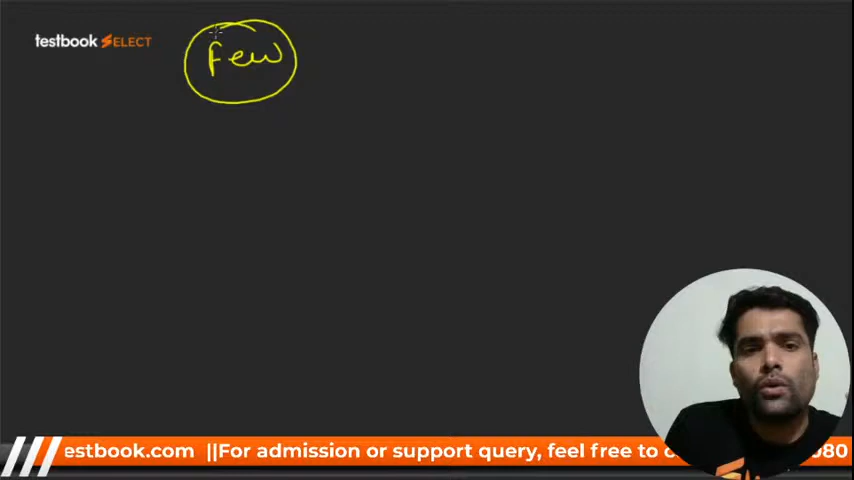 testbook SELECT
Few
estbook.com ||For admission or support query, feel free to 080